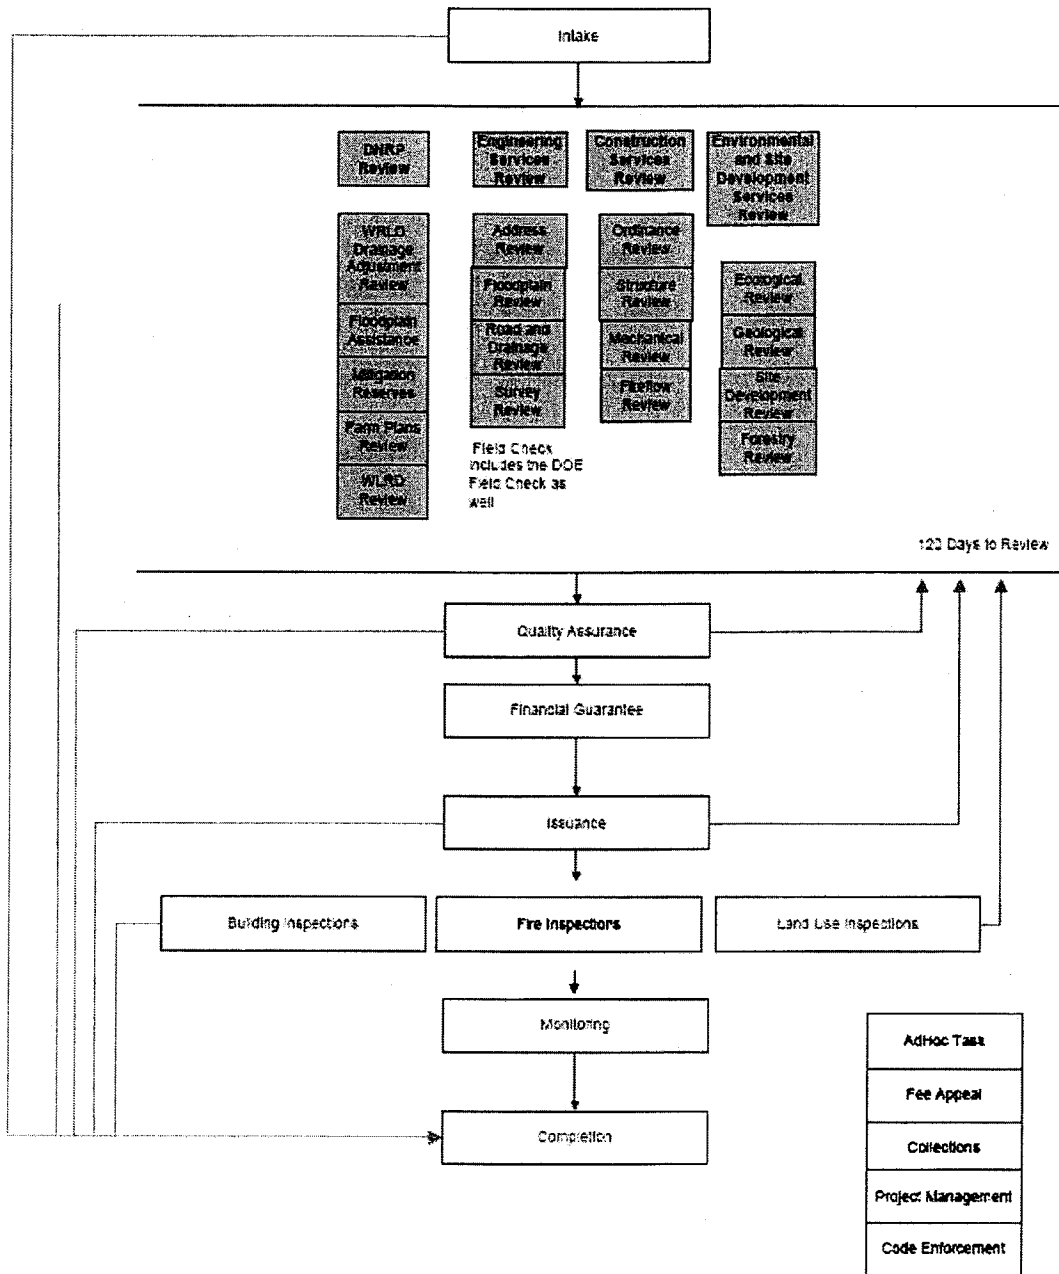 Intake
DNRP
Review
Engineering
Services
Review
Construction
Services
Review
Environmental
and Site
Development
Services
Review
WRLD
Drainage
Adjustment
Review
Floodplain
Assistance
Mitigation
Reserves
Farm Plans
Review
WLRD
Review
Address
Review
Floodplain
Review
Road and
Drainage
Review
Survey
Review
Field Check
includes the DOE
Field Check as
well
Ordinance
Review
Structure
Review
Mechanical
Review
Fireflow
Review
Ecological
Review
Geological
Review
Site
Development
Review
Forestry
Review
Days to Review
Quality Assurance
Financial Guarantee
Issuance
Building Inspections
Fire Inspections
Land Use Inspections
Monitoring
Completion
AdHoc Task
Fee Appeal
Collections
Project Management
Code Enforcement